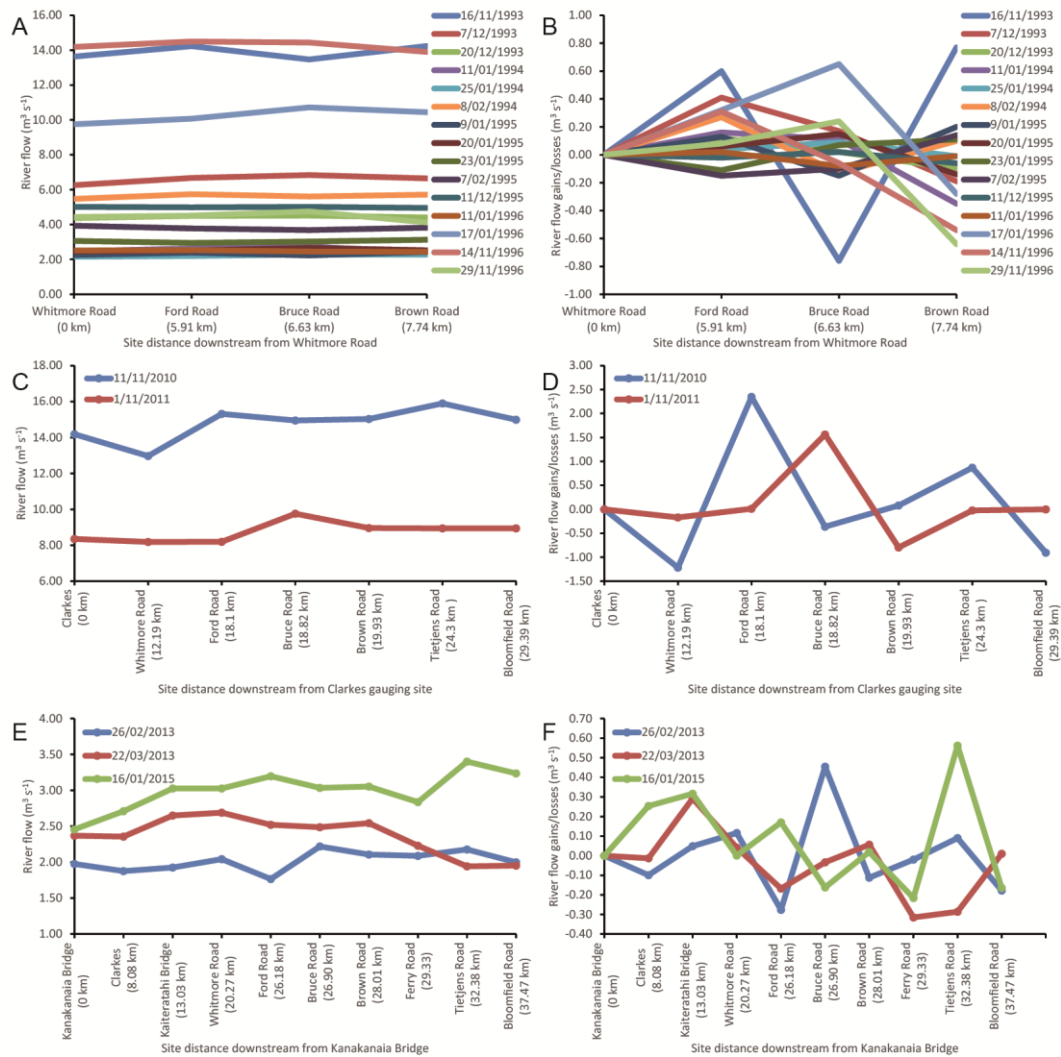 A
River flow (m³ s⁻¹)
16.00
14.00
12.00
10.00
8.00
6.00
4.00
2.00
0.00
Whitmore Road
(0 km)
Ford Road
(5.91 km)
Bruce Road
(6.63 km)
Brown Road
(7.74 km)
Site distance downstream from Whitmore Road
16/11/1993
7/12/1993
20/12/1993
11/01/1994
25/01/1994
8/02/1994
9/01/1995
20/01/1995
23/01/1995
7/02/1995
11/12/1995
11/01/1996
17/01/1996
14/11/1996
29/11/1996
B
River flow gains/losses (m³ s⁻¹)
1.00
0.80
0.60
0.40
0.20
0.00
-0.20
-0.40
-0.60
-0.80
-1.00
Whitmore Road
(0 km)
Ford Road
(5.91 km)
Bruce Road
(6.63 km)
Brown Road
(7.74 km)
Site distance downstream from Whitmore Road
16/11/1993
7/12/1993
20/12/1993
11/01/1994
25/01/1994
8/02/1994
9/01/1995
20/01/1995
23/01/1995
7/02/1995
11/12/1995
11/01/1996
17/01/1996
14/11/1996
29/11/1996
C
River flow (m³ s⁻¹)
18.00
16.00
14.00
12.00
10.00
8.00
6.00
11/11/2010
1/11/2011
Clarkes
(0 km)
Whitmore Road
(12.19 km)
Ford Road
(18.1 km)
Bruce Road
(18.82 km)
Brown Road
(19.93 km)
Tietjens Road
(24.3 km )
Bloomfield Road
(29.39 km)
Site distance downstream from Clarkes gauging site
D
River flow gains/losses (m³ s⁻¹)
3.00
2.50
2.00
1.50
1.00
0.50
0.00
-0.50
-1.00
-1.50
11/11/2010
1/11/2011
Clarkes
(0 km)
Whitmore Road
(12.19 km)
Ford Road
(18.1 km)
Bruce Road
(18.82 km)
Brown Road
(19.93 km)
Tietjens Road
(24.3 km )
Bloomfield Road
(29.39 km)
Site distance downstream from Clarkes gauging site
E
River flow (m³ s⁻¹)
4.00
3.50
3.00
2.50
2.00
1.50
1.00
26/02/2013
22/03/2013
16/01/2015
Kanakanaia Bridge
(0 km)
Clarkes
(8.08 km)
Kaiteratahi Bridge
(13.03 km)
Whitmore Road
(20.27 km)
Ford Road
(26.18 km)
Bruce Road
(26.90 km)
Brown Road
(28.01 km)
Ferry Road
(29.33)
Tietjens Road
(32.38 km)
Bloomfield Road
(37.47 km)
Site distance downstream from Kanakanaia Bridge
F
River flow gains/losses (m³ s⁻¹)
0.70
0.60
0.50
0.40
0.30
0.20
0.10
0.00
-0.10
-0.20
-0.30
-0.40
26/02/2013
22/03/2013
16/01/2015
Kanakanaia Bridge
(0 km)
Clarkes
(8.08 km)
Kaiteratahi Bridge
(13.03 km)
Whitmore Road
(20.27 km)
Ford Road
(26.18 km)
Bruce Road
(26.90 km)
Brown Road
(28.01 km)
Ferry Road
(29.33)
Tietjens Road
(32.38 km)
Bloomfield Road
(37.47 km)
Site distance downstream from Kanakanaia Bridge